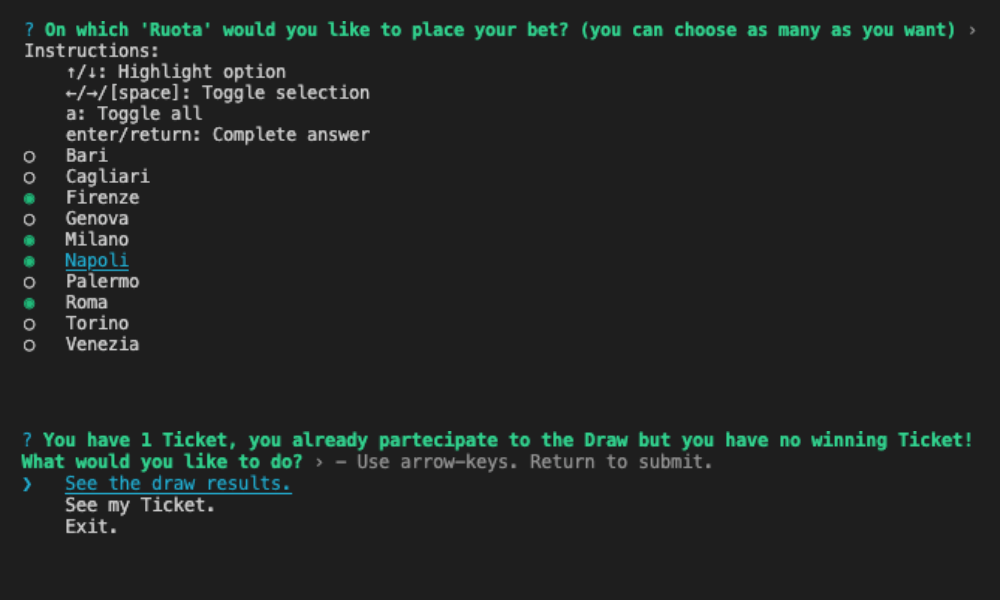 ? On which 'Ruota' would you like to place your bet? (you can choose as many as you want) ›
Instructions:
↑/↓: Highlight option
←/→/[space]: Toggle selection
a: Toggle all
enter/return: Complete answer
◯ Bari
◯ Cagliari
◉ Firenze
◯ Genova
◉ Milano
◉ Napoli
◯ Palermo
◉ Roma
◯ Torino
◯ Venezia
? You have 1 Ticket, you already partecipate to the Draw but you have no winning Ticket!
What would you like to do? › - Use arrow-keys. Return to submit.
❯ See the draw results.
See my Ticket.
Exit.